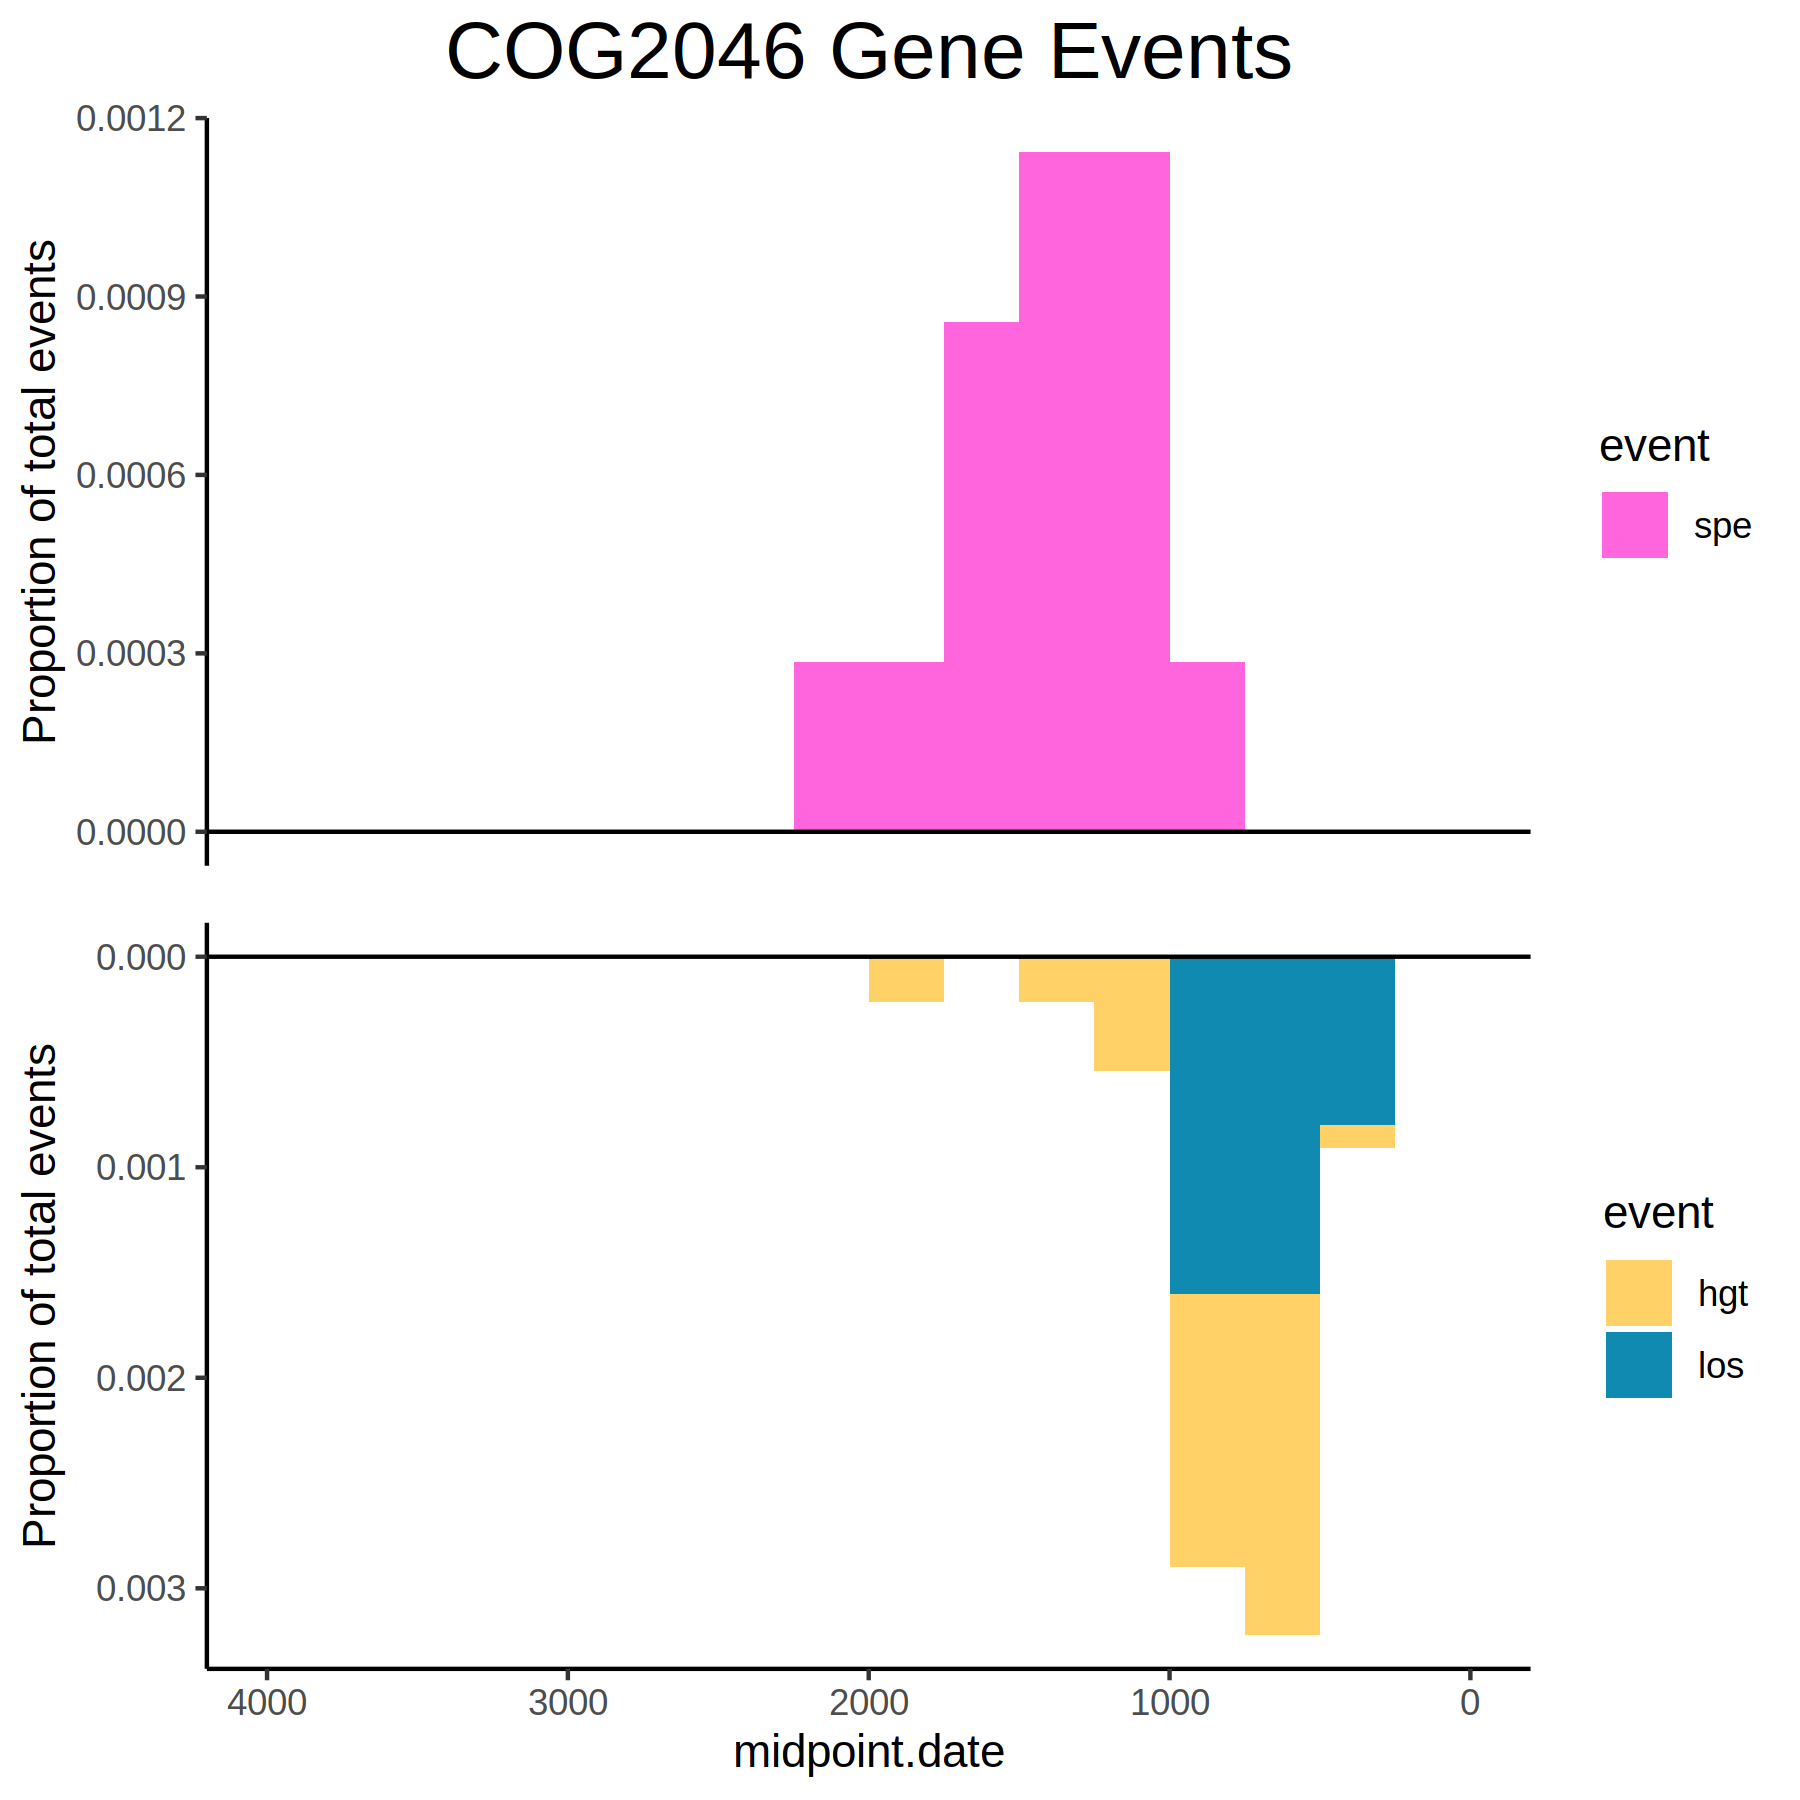 COG2046 Gene Events
0.0012
0.0009
0.0006
0.0003
0.0000
Proportion of total events
event
spe
0.000
0.001
0.002
0.003
Proportion of total events
event
hgt
los
4000 3000 2000 1000 0
midpoint.date